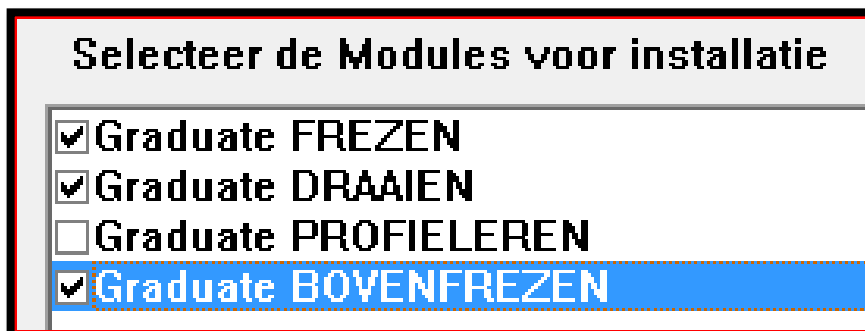 Selecteer de Modules voor installatie
Graduate FREZEN
Graduate DRAAIEN
Graduate PROFIELEREN
Graduate BOVENFREZEN